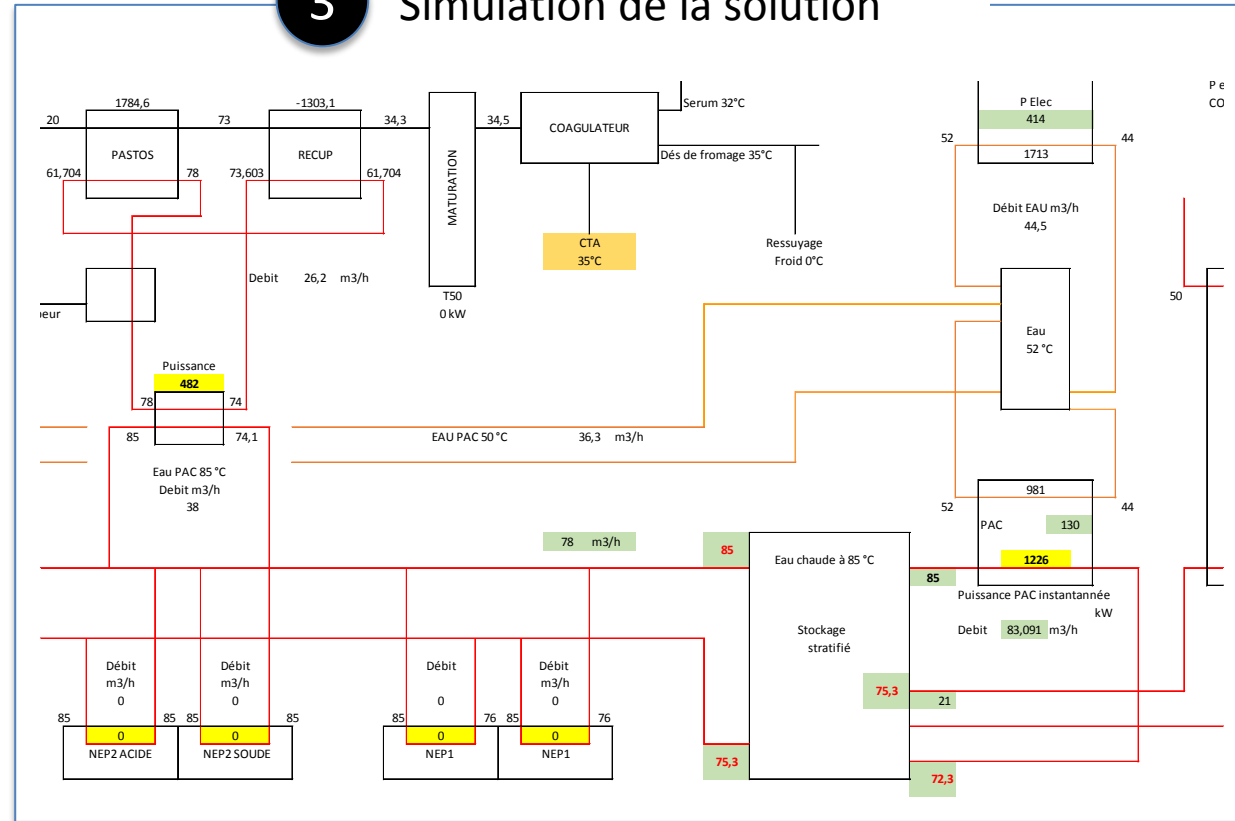 3 Simulation de la solution
1784,6
-1303,1
Serum 32°C
P Elec
414
P e
CO
20
73
34,3
34,5
COAGULATEUR
52
44
1713
PASTOS
RECUP
MATURATION
Dés de fromage 35°C
61,704
78
73,603
61,704
Débit EAU m3/h
44,5
CTA
35°C
Ressuyage
Froid 0°C
Debit 26,2 m3/h
T50
0 kW
50
eur
Eau
52 °C
Puissance
482
78
74
85
74,1
EAU PAC 50 °C 36,3 m3/h
Eau PAC 85 °C
Debit m3/h
38
981
52
44
PAC 130
78 m3/h
85
Eau chaude à 85 °C
1226
85
Puissance PAC instantannée
kW
Stockage
stratifié
Debit 83,091 m3/h
Débit
m3/h
0
Débit
m3/h
0
Débit
0
Débit
m3/h
0
75,3
21
85
85
85
85
85
76
85
76
0
0
0
0
NEP2 ACIDE
NEP2 SOUDE
NEP1
NEP1
75,3
72,3